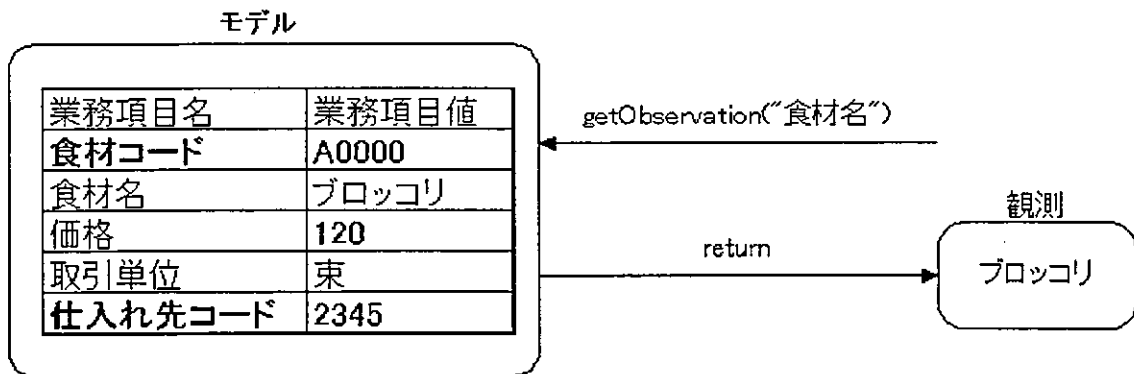 モデル
業務項目名 業務項目値
食材コード A0000
食材名 ブロッコリ
価格 120
取引単位 束
仕入れ先コード 2345
getObservation("食材名")
return
観測
ブロッコリ